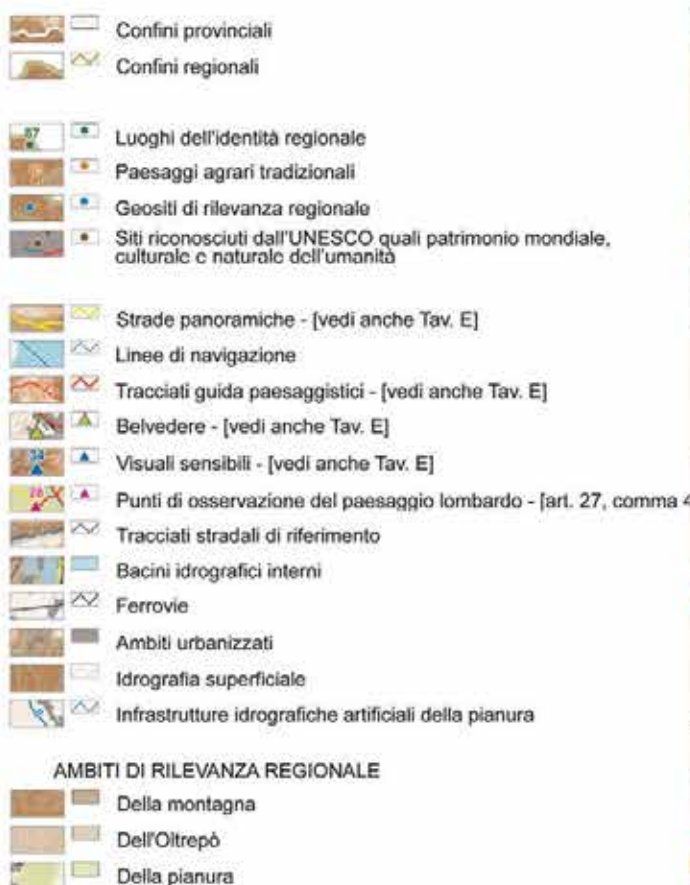 Confini provinciali
Confini regionali
87
Luoghi dell'identità regionale
Paesaggi agrari tradizionali
Geositi di rilevanza regionale
Siti riconosciuti dall'UNESCO quali patrimonio mondiale,
culturale e naturale dell'umanità
Strade panoramiche - [vedi anche Tav. E]
Linee di navigazione
Tracciati guida paesaggistici - [vedi anche Tav. E]
Belvedere - [vedi anche Tav. E]
34
Visuali sensibili - [vedi anche Tav. E]
28
Punti di osservazione del paesaggio lombardo - [art. 27, comma 4
Tracciati stradali di riferimento
Bacini idrografici interni
Ferrovie
Ambiti urbanizzati
Idrografia superficiale
Infrastrutture idrografiche artificiali della pianura
AMBITI DI RILEVANZA REGIONALE
Della montagna
Dell'Oltrepò
Della pianura